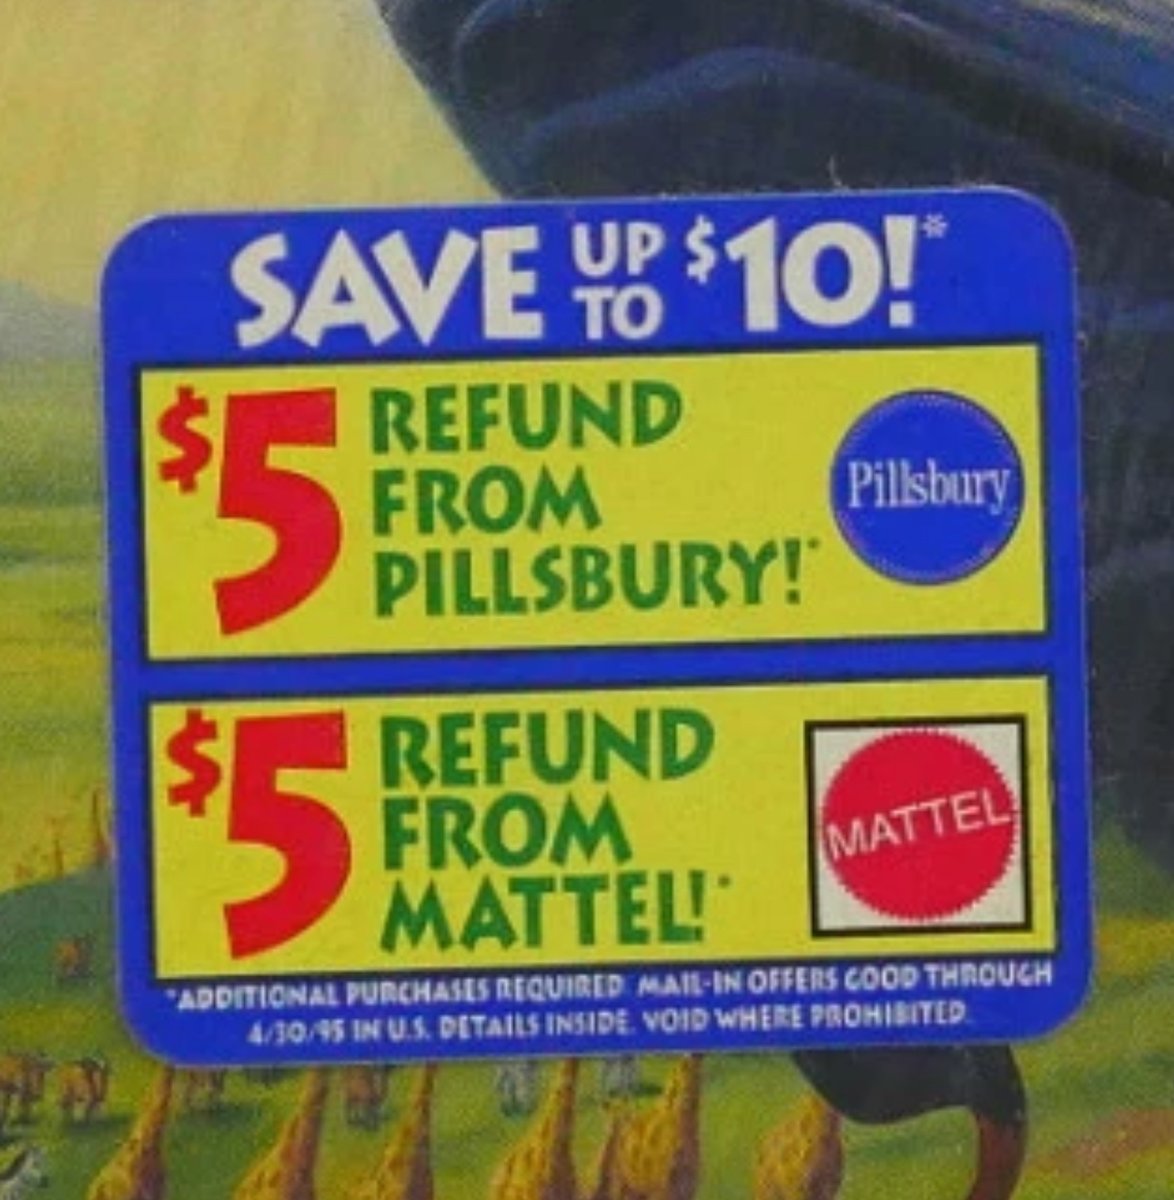 SAVE UP TO $10!*
$5 REFUND
FROM
PILLSBURY!*
Pillsbury
$5 REFUND
FROM
MATTEL!*
MATTEL
*ADDITIONAL PURCHASES REQUIRED. MAIL-IN OFFERS GOOD THROUGH
4/30/95 IN U.S. DETAILS INSIDE. VOID WHERE PROHIBITED.